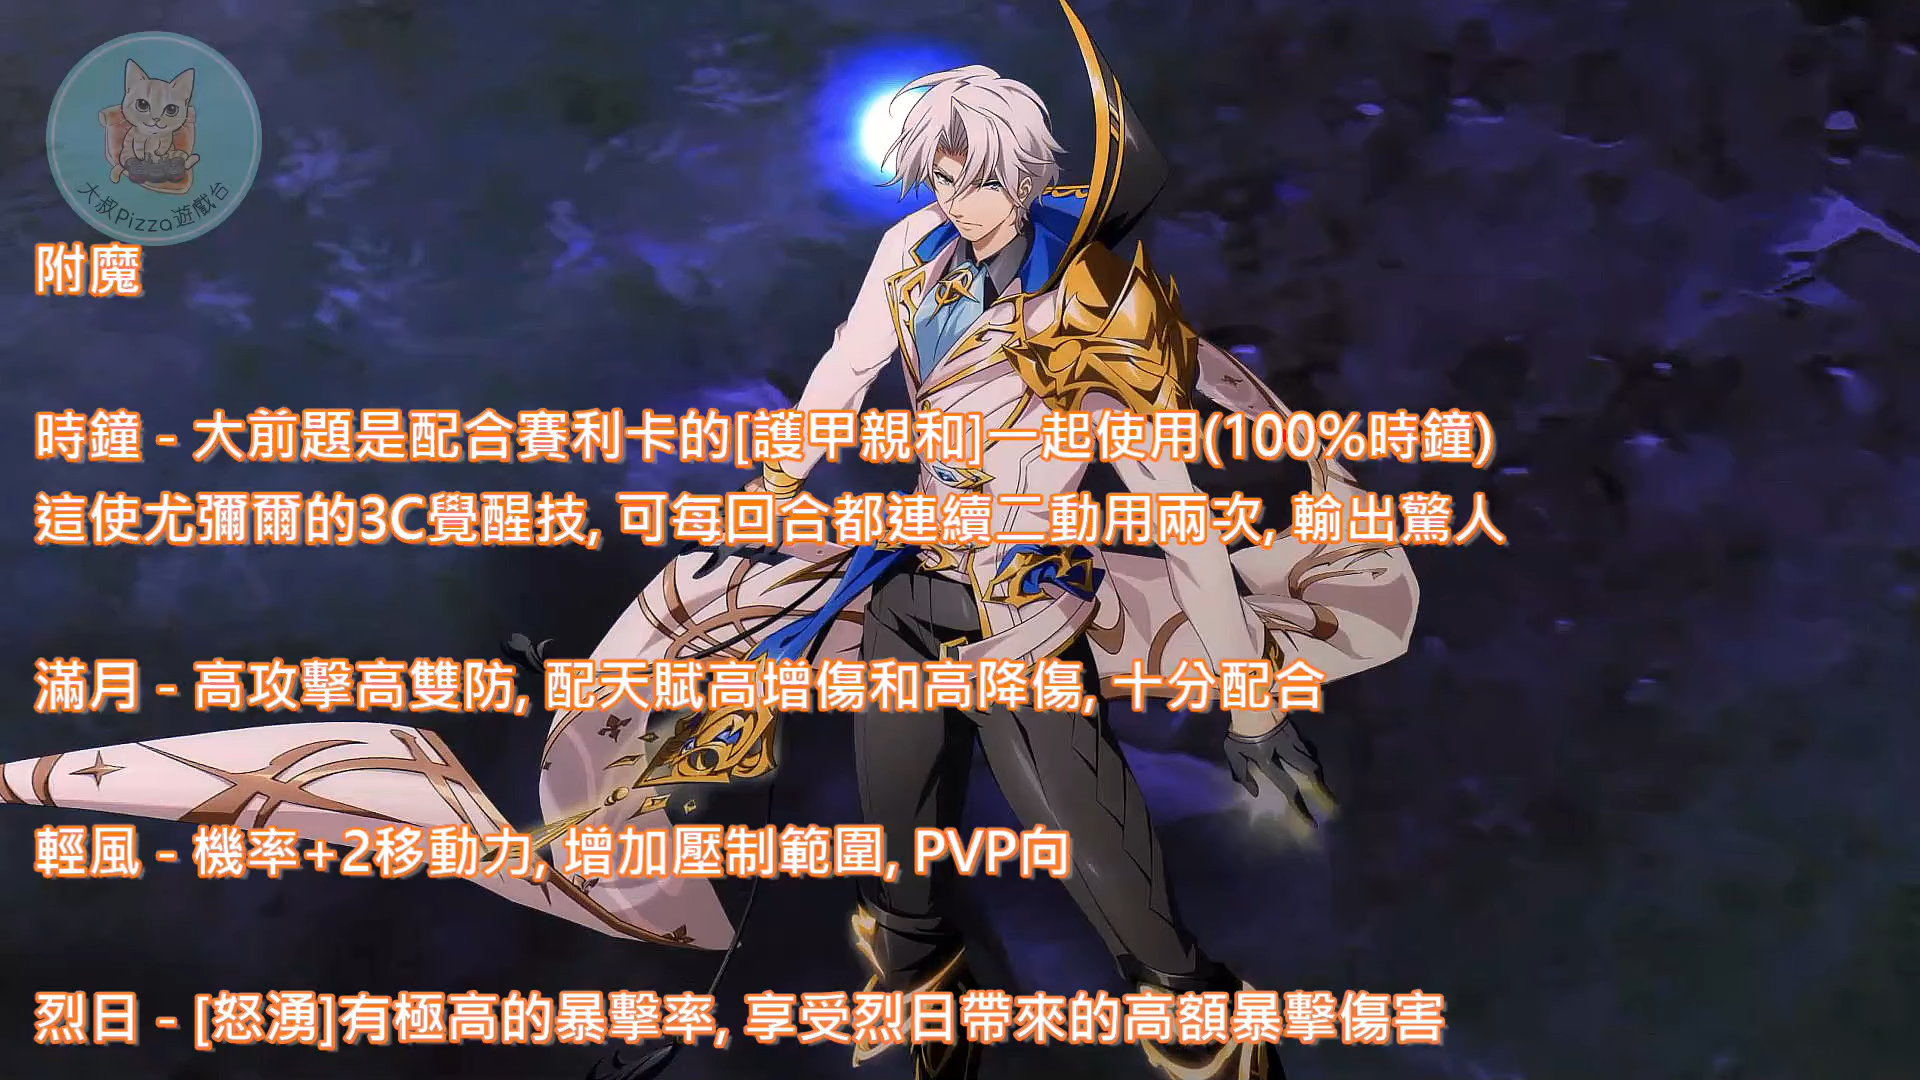 大叔Pizza遊戲台
附魔
時鐘 - 大前題是配合賽利卡的[護甲親和]一起使用(100%時鐘)
這使尤彌爾的3C覺醒技, 可每回合都連續二動用兩次, 輸出驚人
滿月 - 高攻擊高雙防, 配天賦高增傷和高降傷, 十分配合
輕風 - 機率+2移動力, 增加壓制範圍, PVP向
烈日 - [怒湧]有極高的暴擊率, 享受烈日帶來的高額暴擊傷害